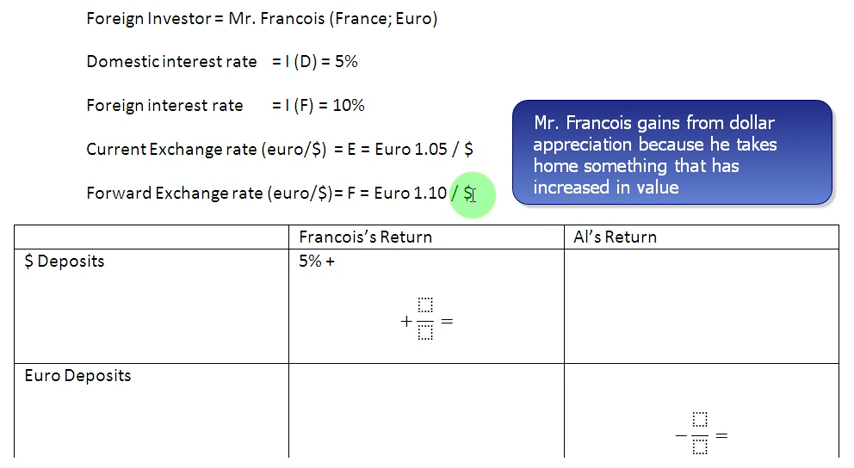 Foreign Investor = Mr. Francois (France; Euro)
Domestic interest rate = I (D) = 5%
Foreign interest rate = I (F) = 10%
Current Exchange rate (euro/$) = E = Euro 1.05 / $
Forward Exchange rate (euro/$)= F = Euro 1.10 / $
Mr. Francois gains from dollar
appreciation because he takes
home something that has
increased in value
Francois's Return Al's Return
$ Deposits 5% +
+ =
Euro Deposits
− =